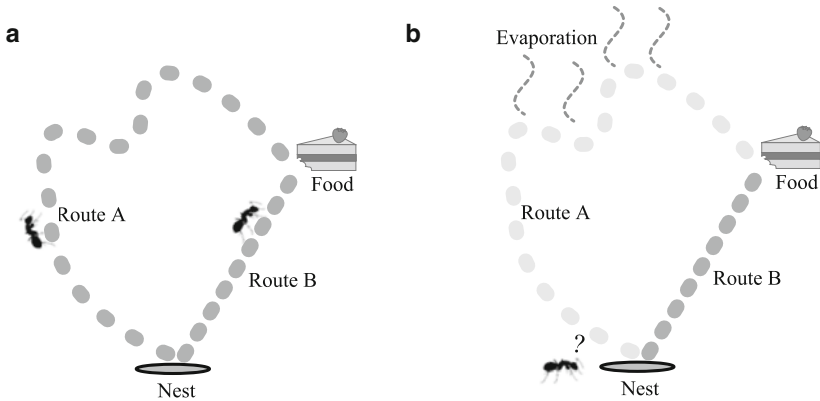 a
Route A
Food
Route B
Nest
b
Evaporation
Food
Route A
Route B
?
Nest